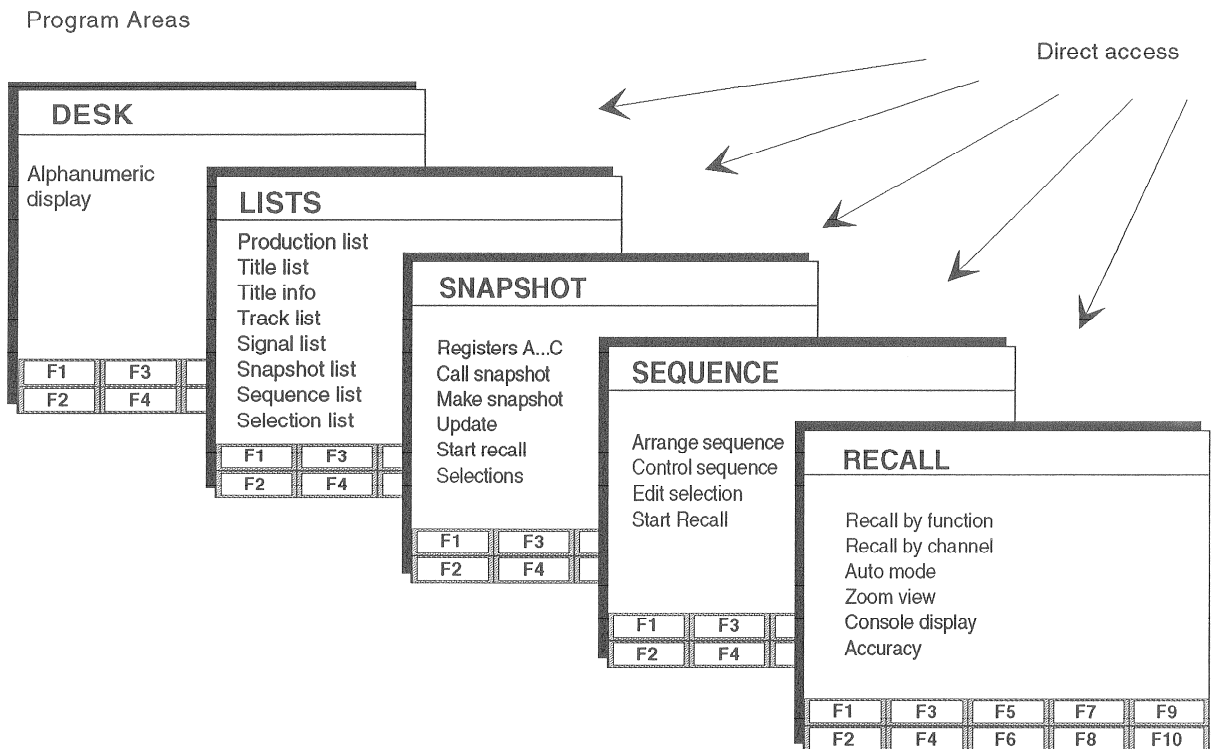 Program Areas
Direct access
DESK
Alphanumeric
display
F1 F3
F2 F4
LISTS
Production list
Title list
Title info
Track list
Signal list
Snapshot list
Sequence list
Selection list
F1 F3
F2 F4
SNAPSHOT
Registers A...C
Call snapshot
Make snapshot
Update
Start recall
Selections
F1 F3
F2 F4
SEQUENCE
Arrange sequence
Control sequence
Edit selection
Start Recall
F1 F3
F2 F4
RECALL
Recall by function
Recall by channel
Auto mode
Zoom view
Console display
Accuracy
F1 F3 F5 F7 F9
F2 F4 F6 F8 F10